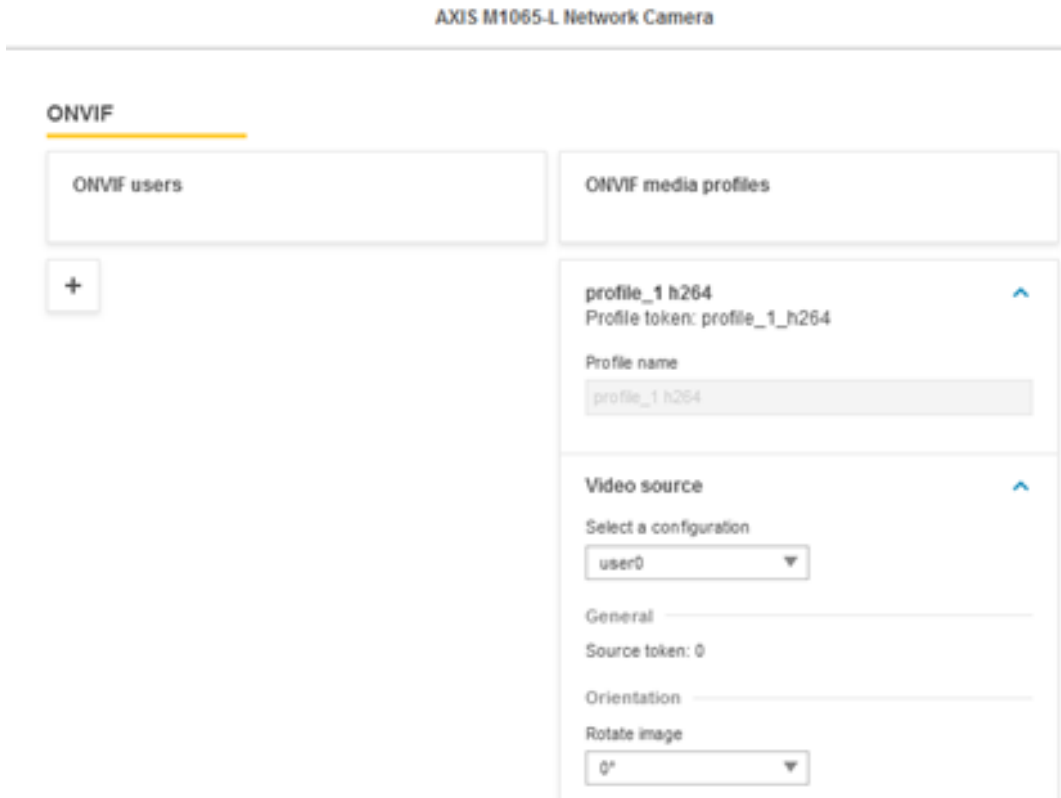 AXIS M1065-L Network Camera
ONVIF
ONVIF users
+
ONVIF media profiles
profile_1 h264
Profile token: profile_1_h264
Profile name
profile_1 h264
Video source
Select a configuration
user0
General
Source token: 0
Orientation
Rotate image
0°